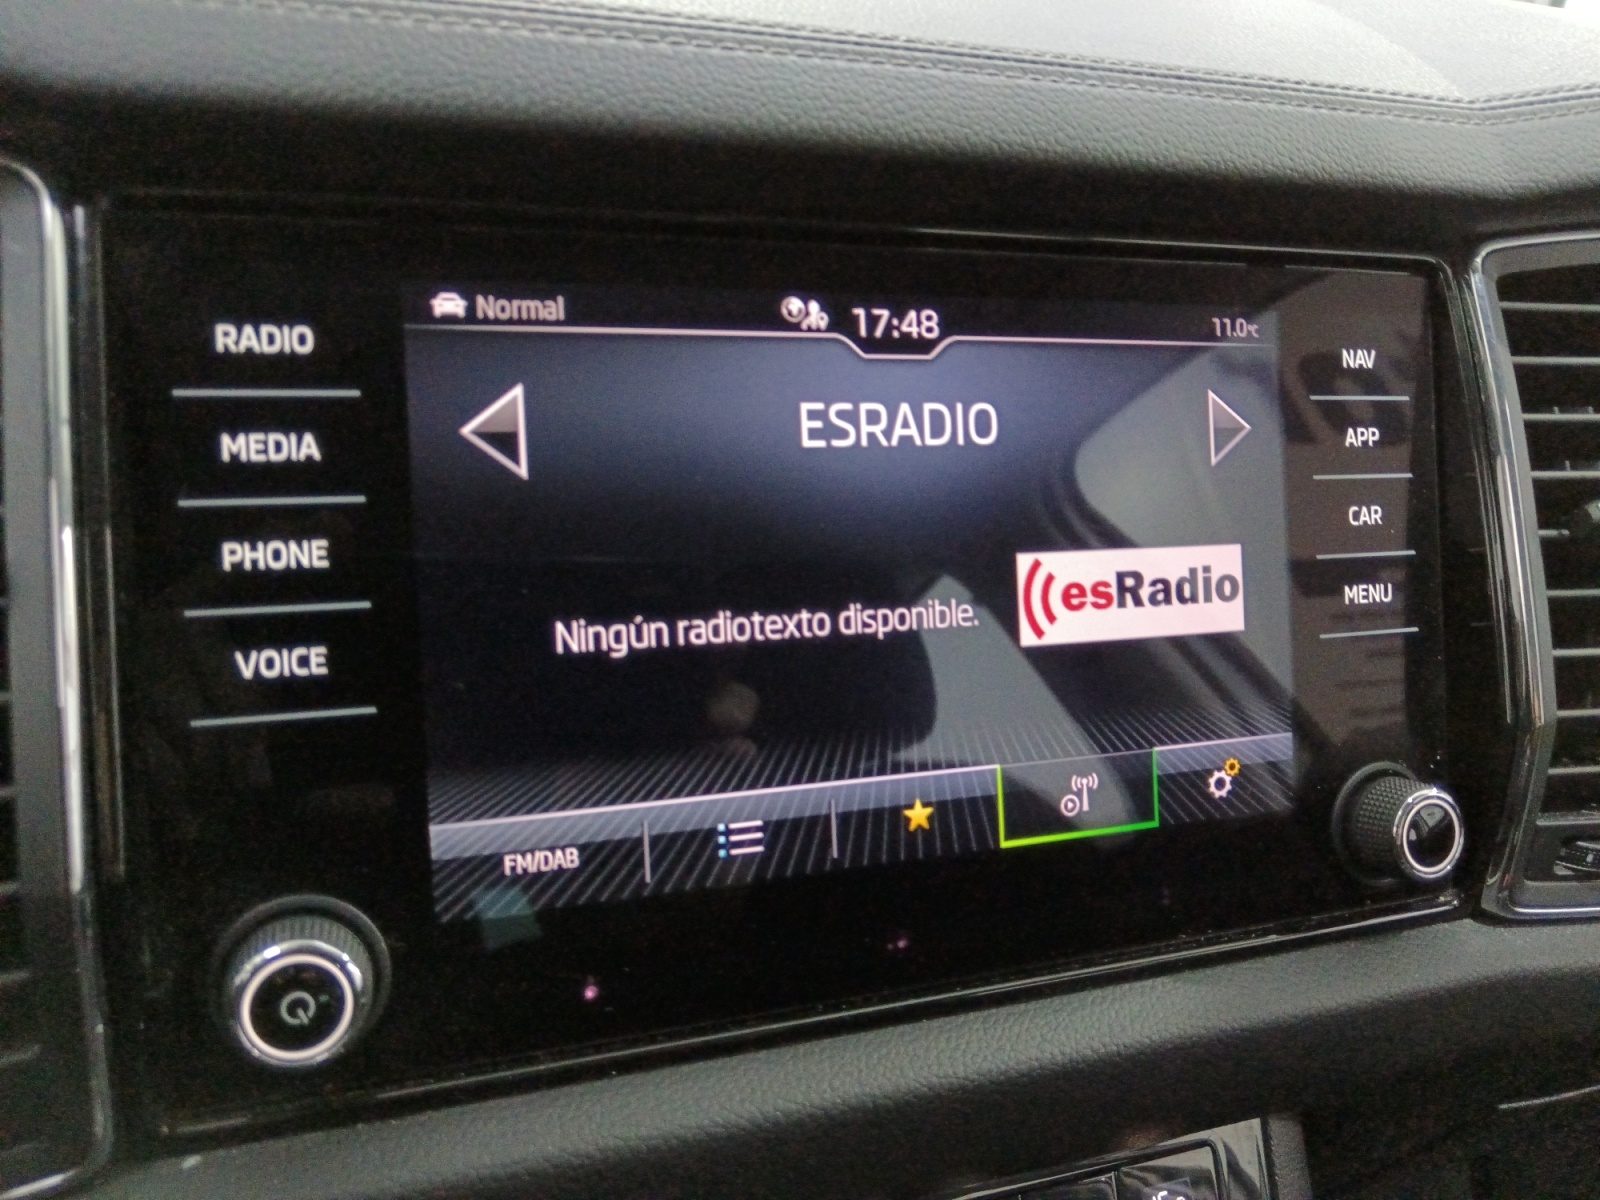 Normal
17:48
11.0°C
RADIO
MEDIA
PHONE
VOICE
ESRADIO
Ningún radiotexto disponible.
esRadio
FM/DAB
NAV
APP
CAR
MENU